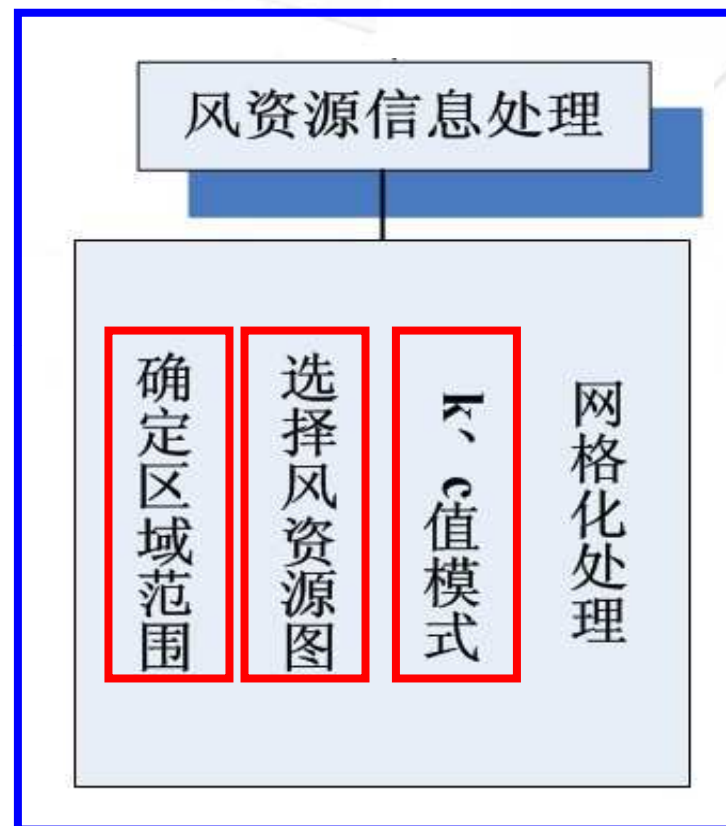 风资源信息处理
确定区域范围
选择风资源图
k、c值模式
网格化处理